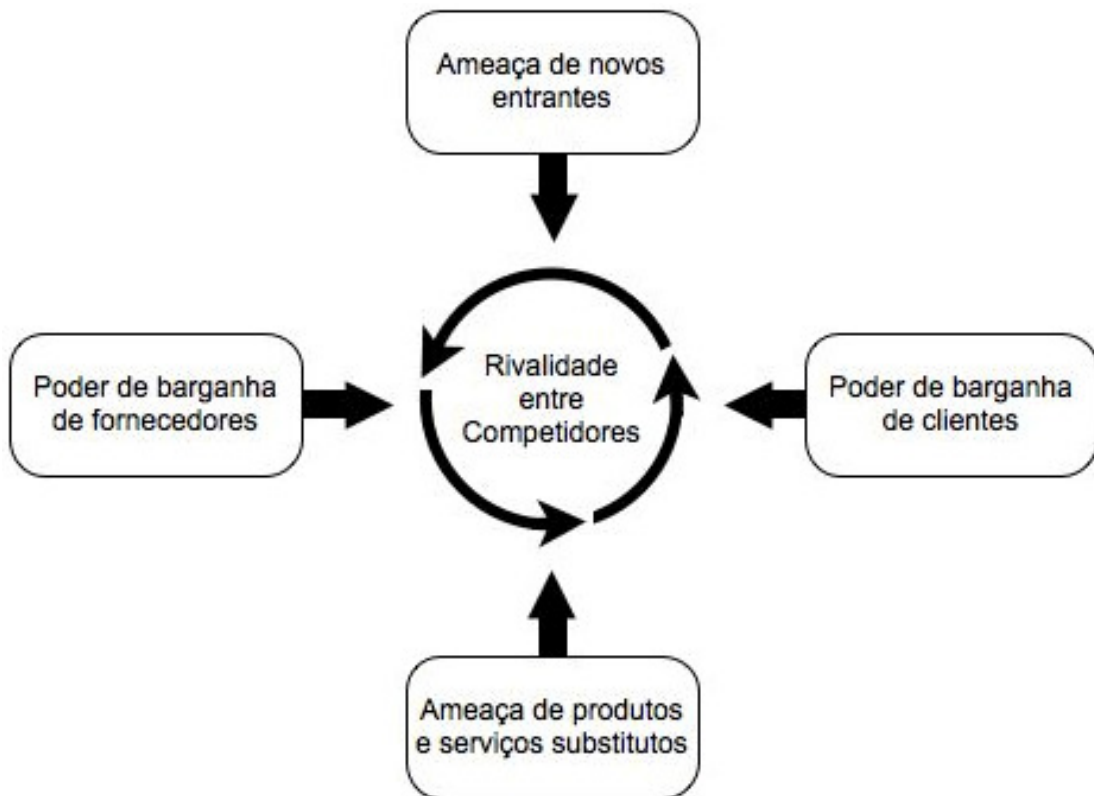 Ameaça de novos
entrantes
Poder de barganha
de fornecedores
Rivalidade
entre
Competidores
Poder de barganha
de clientes
Ameaça de produtos
e serviços substitutos